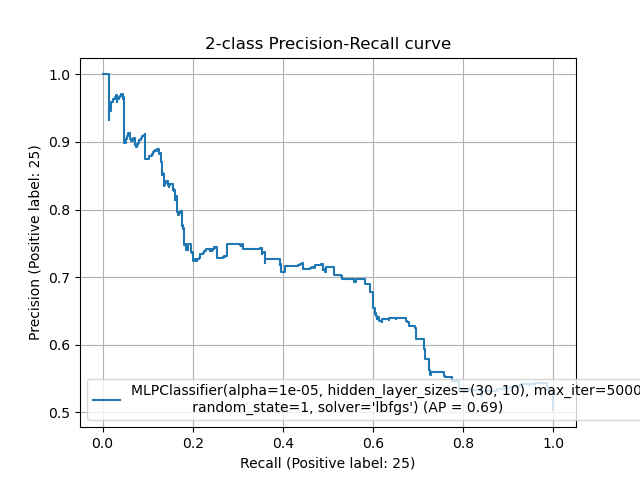 2-class Precision-Recall curve
1.0
0.9
0.8
0.7
0.6
0.5
Precision (Positive label: 25)
MLPClassifier(alpha=1e-05, hidden_layer_sizes=(30, 10), max_iter=5000
random_state=1, solver='lbfgs') (AP = 0.69)
0.0 0.2 0.4 0.6 0.8 1.0
Recall (Positive label: 25)